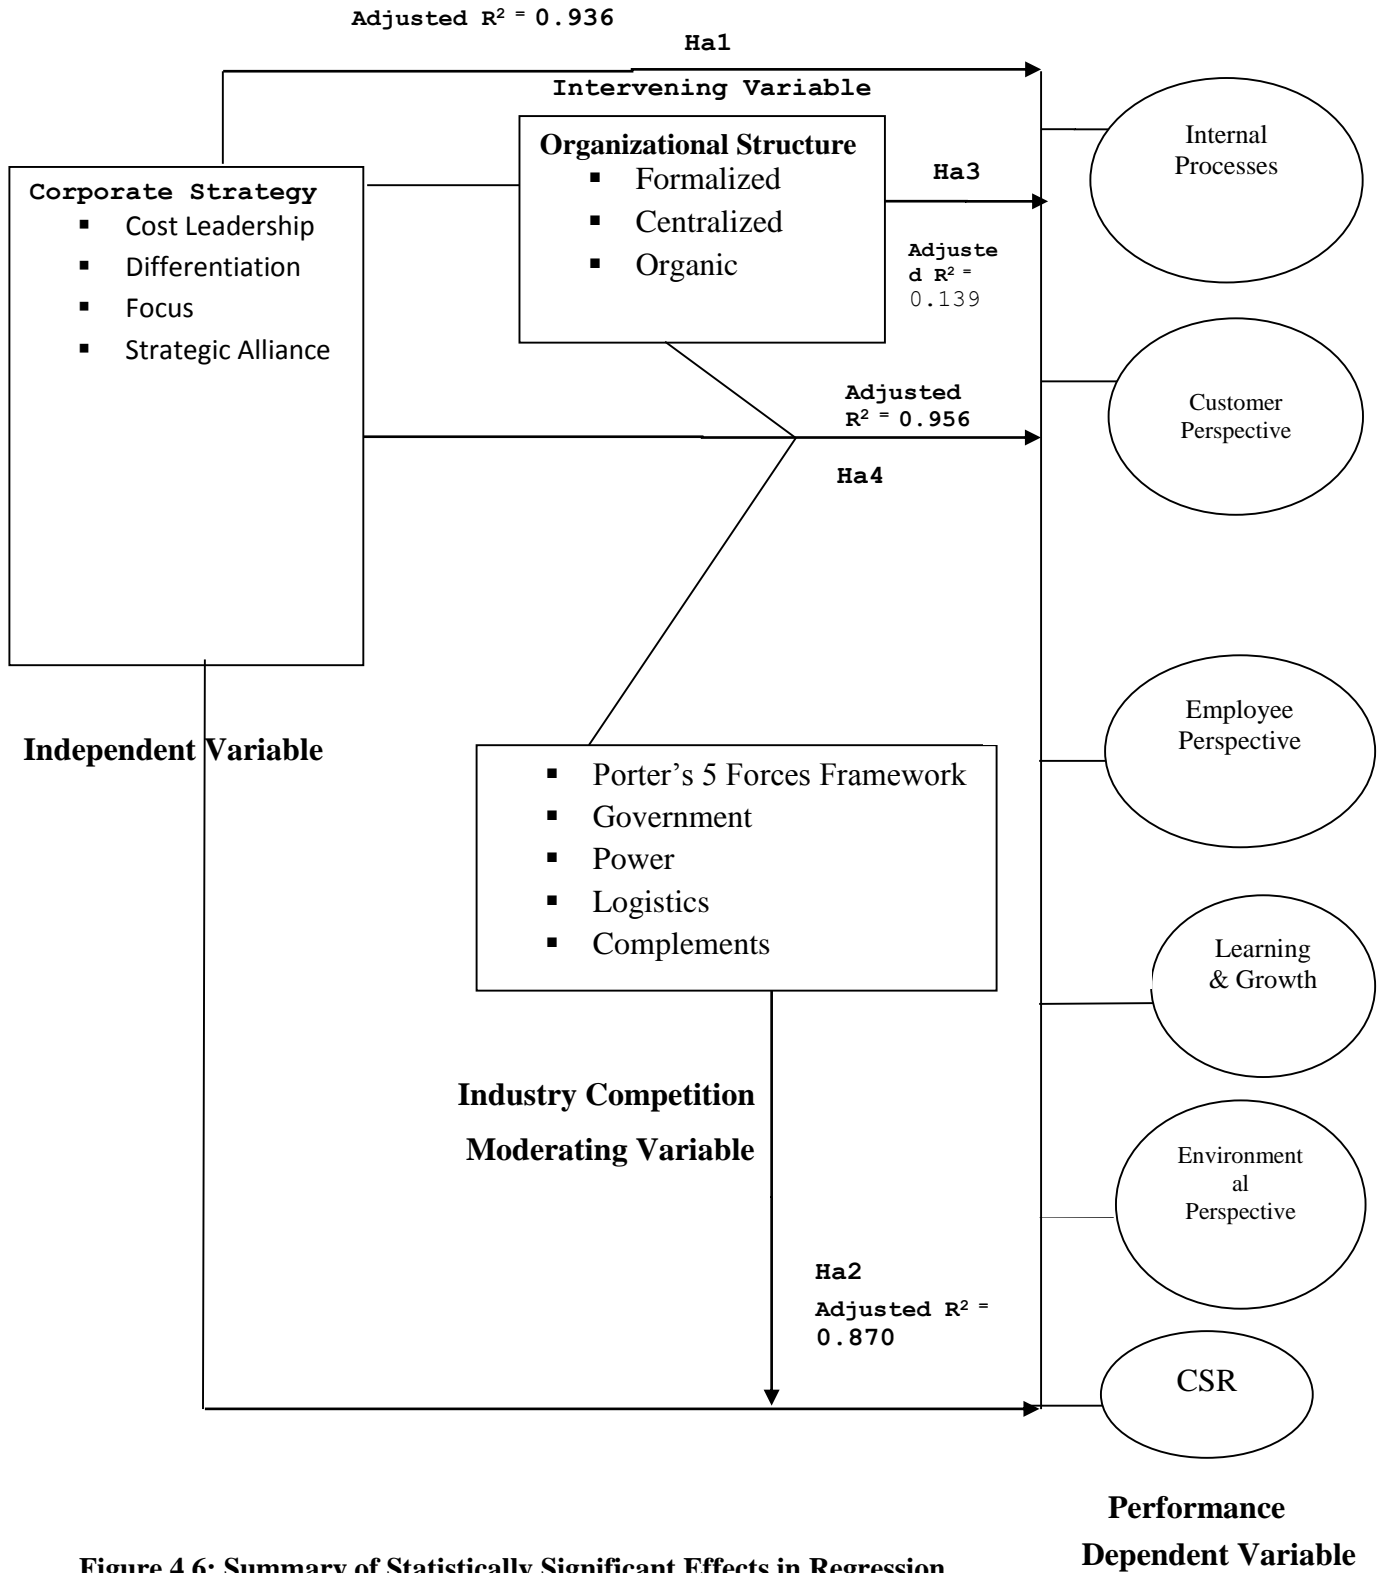 Adjusted R² = 0.936
Ha1
Intervening Variable
Organizational Structure
▪ Formalized
▪ Centralized
▪ Organic
Corporate Strategy
▪ Cost Leadership
▪ Differentiation
▪ Focus
▪ Strategic Alliance
Ha3
Adjuste
d R² =
0.139
Internal
Processes
Adjusted
R² = 0.956
Ha4
Customer
Perspective
Independent Variable
▪ Porter’s 5 Forces Framework
▪ Government
▪ Power
▪ Logistics
▪ Complements
Employee
Perspective
Learning
& Growth
Industry Competition
Moderating Variable
Environment
al
Perspective
Ha2
Adjusted R² =
0.870
CSR
Performance
Dependent Variable
Figure 4.6: Summary of Statistically Significant Effects in Regression